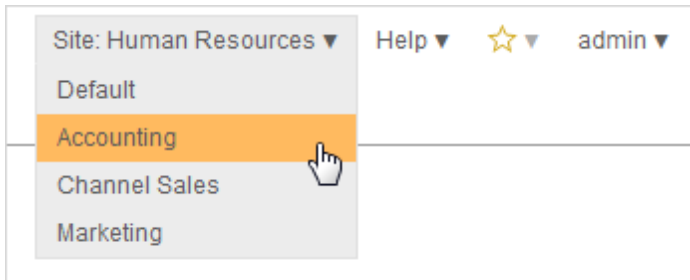 Site: Human Resources ▼ Help ▼ ☆ ▼ admin ▼
Default
Accounting
Channel Sales
Marketing